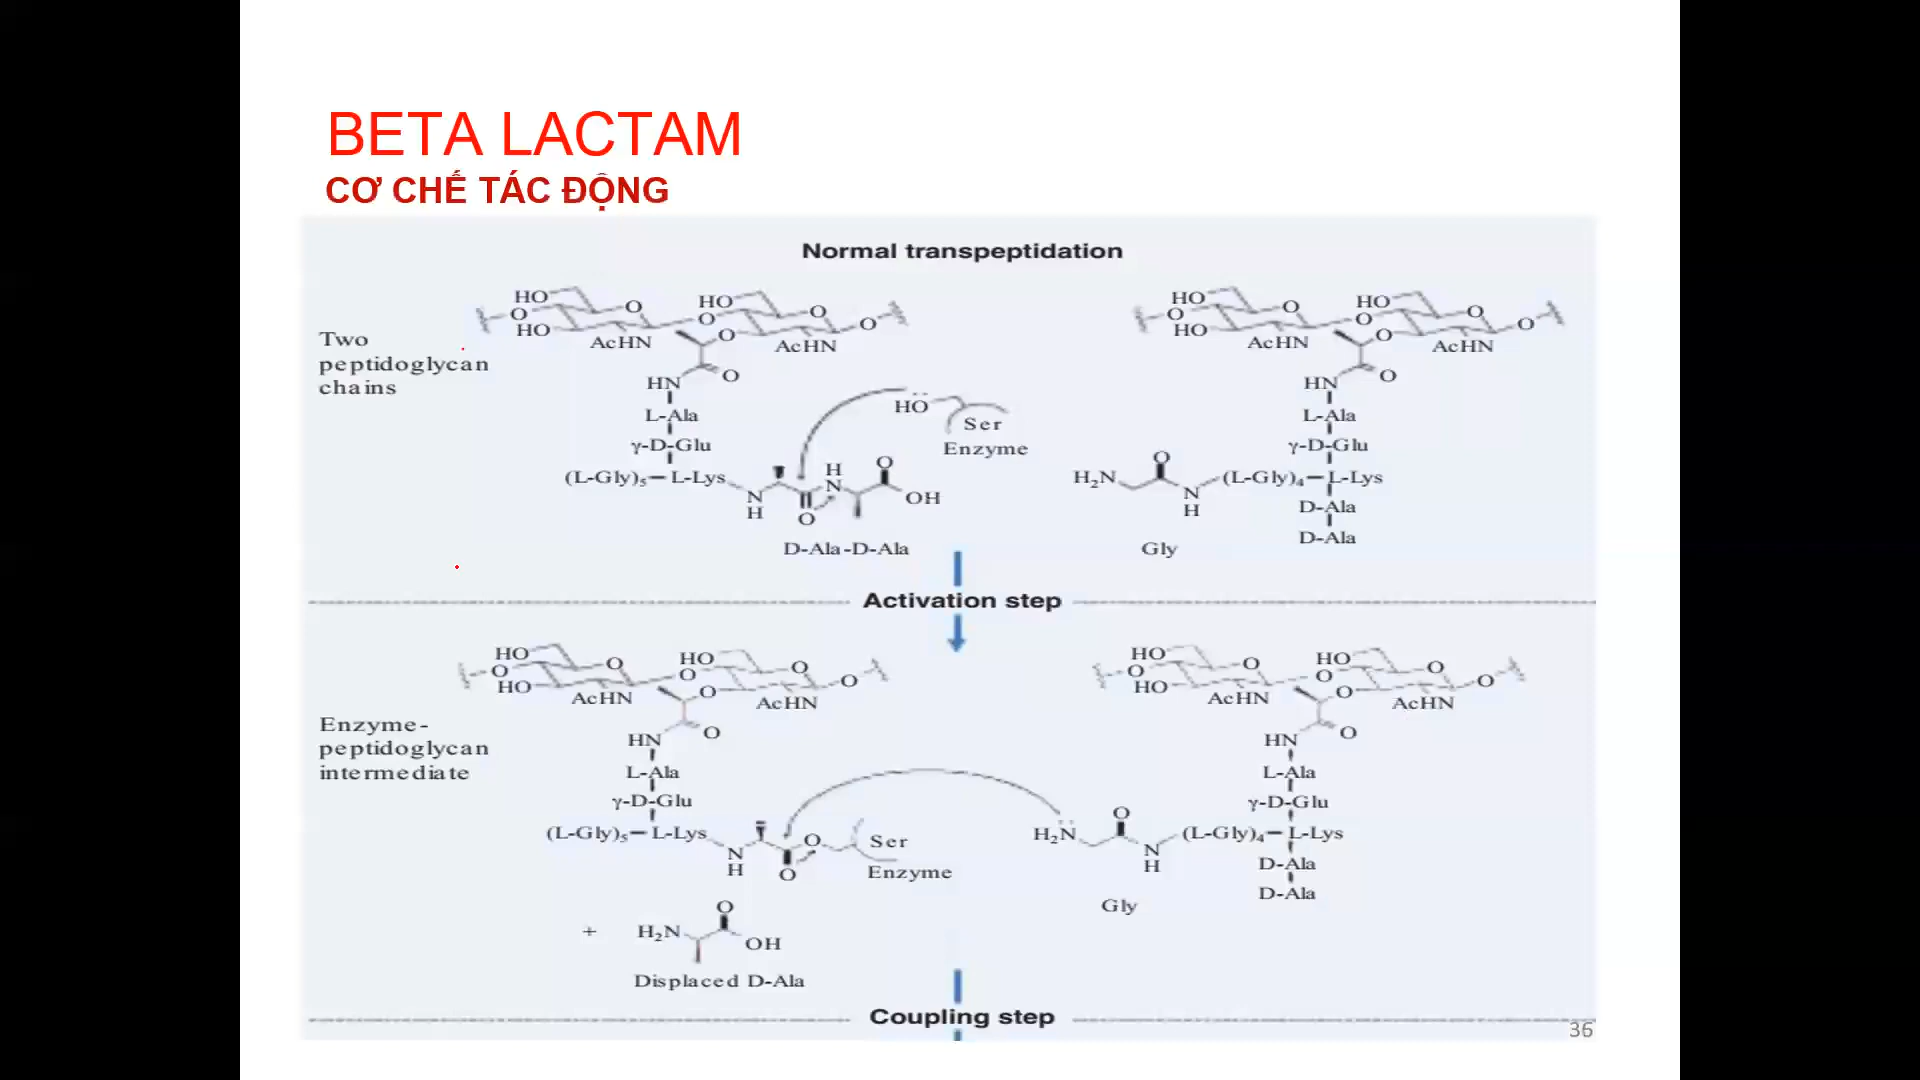 BETA LACTAM
CƠ CHẾ TÁC ĐỘNG
Normal transpeptidation
HO O HO O O O HO O AcHN AcHN
HO O HO O O O HO O AcHN AcHN
Two
peptidoglycan
chains
HN O
HN O
L-Ala
L-Ala
HO
Ser
Enzyme
γ-D-Glu
γ-D-Glu
(L-Gly)₅ L-Lys N H O H N O OH
H₂N O N H (L-Gly)₄ L-Lys
D-Ala
D-Ala
D-Ala-D-Ala
Gly
Activation step
HO O HO O O O HO O AcHN AcHN
HO O HO O O O HO O AcHN AcHN
Enzyme-
peptidoglycan
intermediate
HN O
HN O
L-Ala
L-Ala
γ-D-Glu
γ-D-Glu
(L-Gly)₅ L-Lys N H O O Ser
Enzyme
H₂N O N H (L-Gly)₄ L-Lys
D-Ala
D-Ala
Gly
+ H₂N O OH
Displaced D-Ala
Coupling step
36